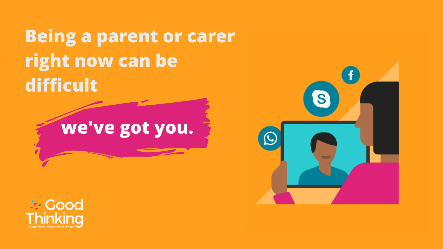 Being a parent or carer
right now can be
difficult
we've got you.
Good
Thinking